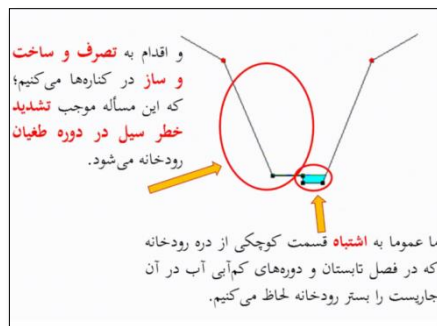 و اقدام به تصرف و ساخت
و ساز در کناره‌ها می‌کنیم؛
که این مسأله موجب تشدید
خطر سیل در دوره طغیان
رودخانه می‌شود.
ما عموما به اشتباه قسمت کوچکی از دره رودخانه
که در فصل تابستان و دوره‌های کم‌آبی آب در آن
جاریست را بستر رودخانه لحاظ می‌کنیم.